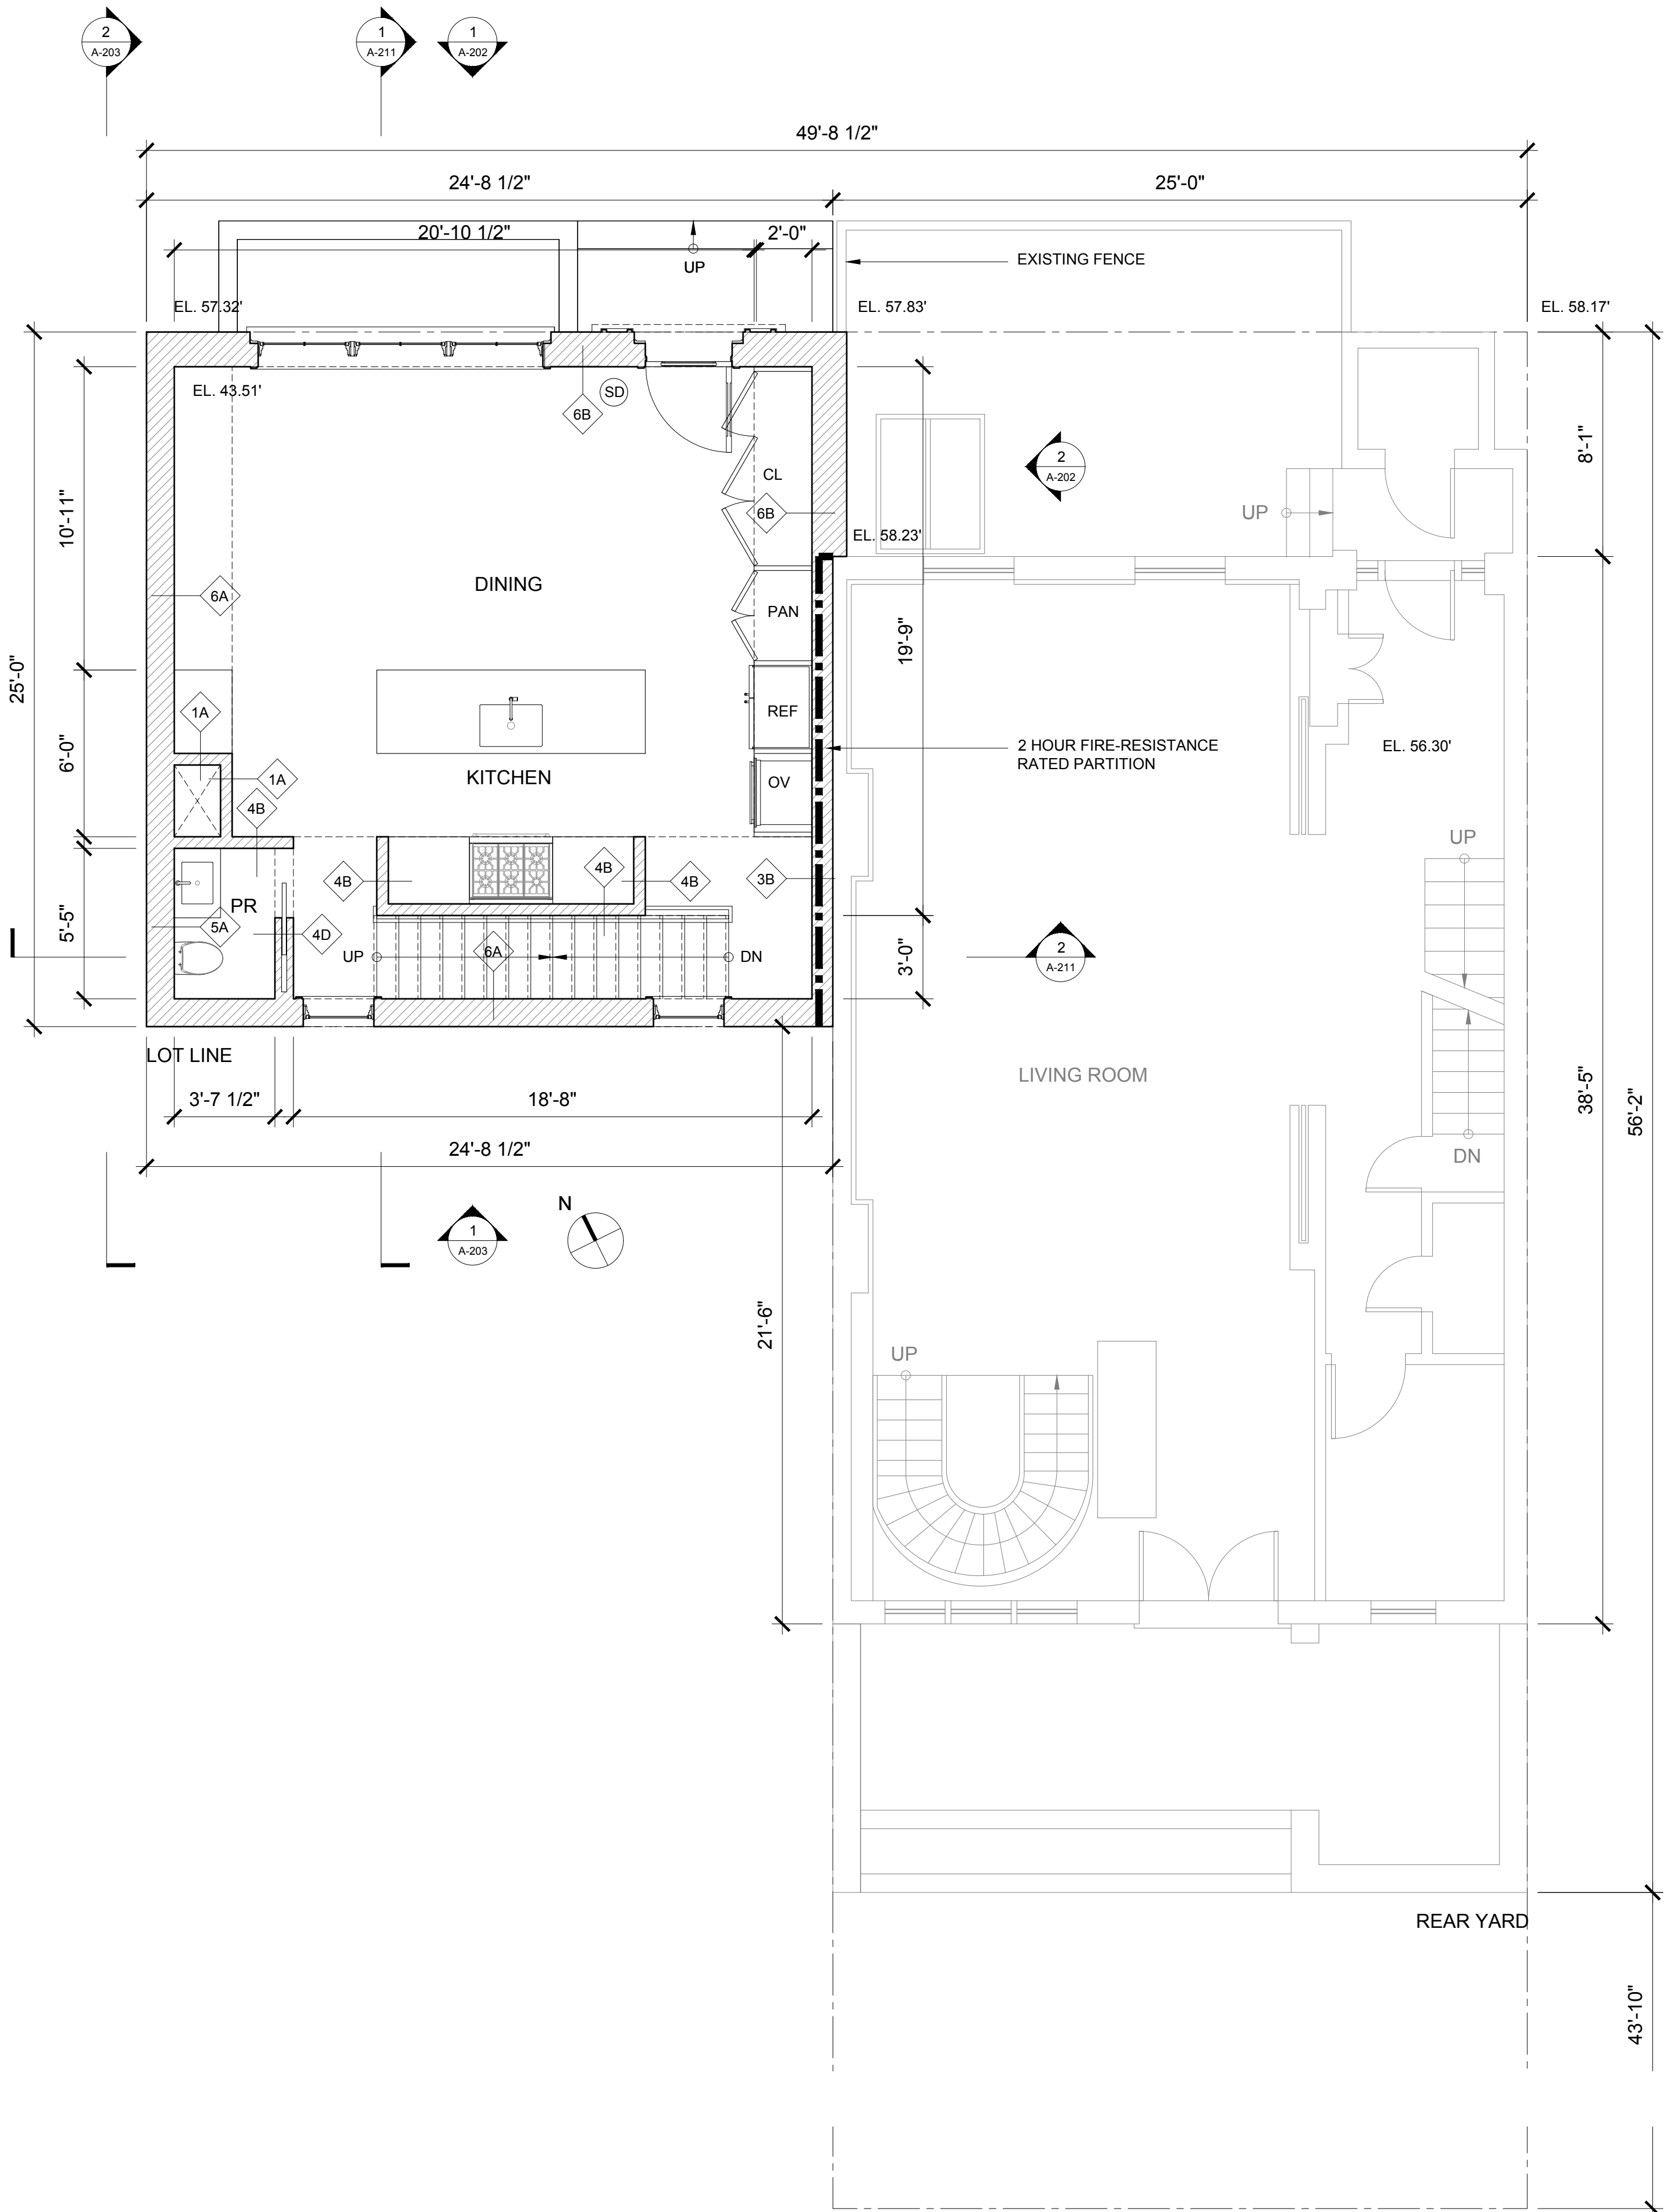 2
A-203
1
A-211
1
A-202
49'-8 1/2"
24'-8 1/2"
25'-0"
20'-10 1/2"
2'-0"
UP
EXISTING FENCE
EL. 57.32'
EL. 57.83'
EL. 58.17'
EL. 43.51'
SD
6B
CL
6B
2
A-202
UP
8'-1"
10'-11"
EL. 58.23'
DINING
6A
PAN
19'-9"
25'-0"
1A
REF
6'-0"
2 HOUR FIRE-RESISTANCE
RATED PARTITION
EL. 56.30'
KITCHEN
1A
OV
4B
UP
4B
4B
4B
3B
PR
5'-5"
5A
4D
UP
6A
DN
3'-0"
2
A-211
LOT LINE
LIVING ROOM
3'-7 1/2"
18'-8"
38'-5"
56'-2"
24'-8 1/2"
DN
1
A-203
N
21'-6"
UP
REAR YARD
43'-10"